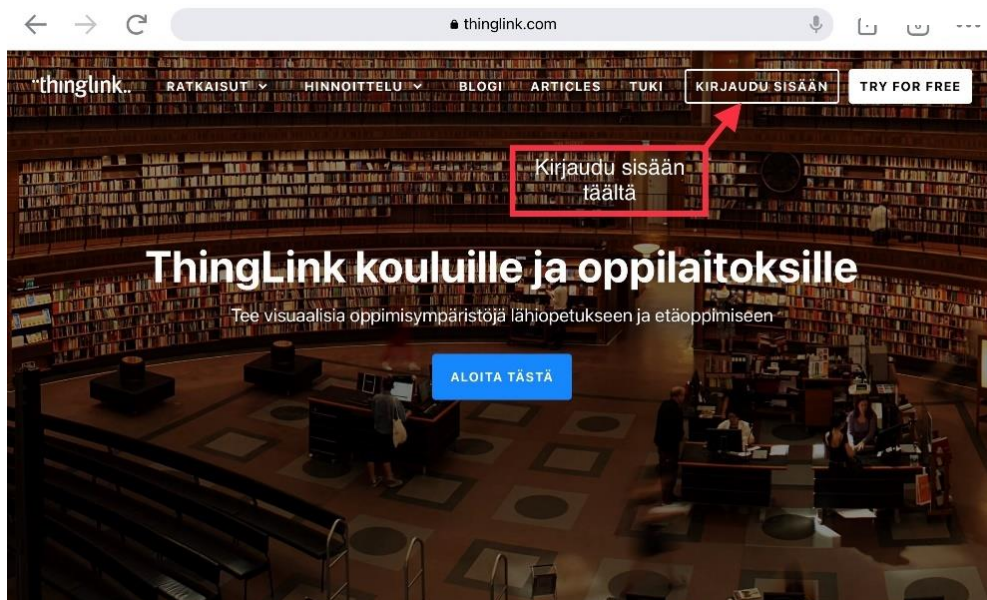 thinglink.com
thinglink..
RATKAISUT
HINNOITTELU
BLOGI
ARTICLES
TUKI
KIRJAUDU SISÄÄN
TRY FOR FREE
Kirjaudu sisään
täältä
ThingLink kouluille ja oppilaitoksille
Tee visuaalisia oppimisympäristöjä lähiopetukseen ja etäoppimiseen
ALOITA TÄSTÄ